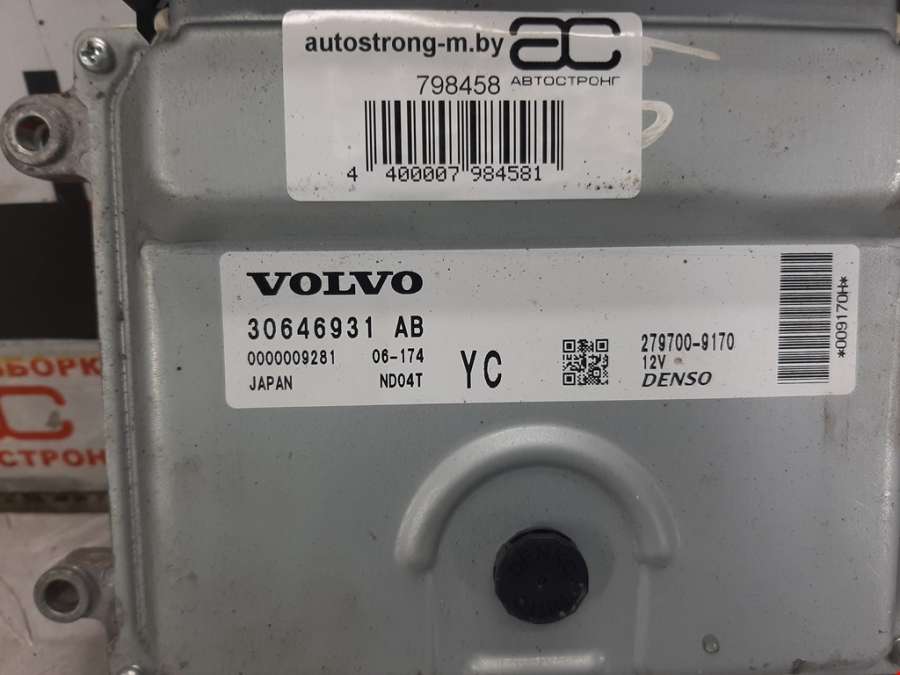 autostrong-m.by
АВТОСТРОНГ
798458
4 400007 984581
VOLVO
30646931 AB
0000009281 06-174
JAPAN ND04T
YC
279700-9170
12V
DENSO
*009170H*